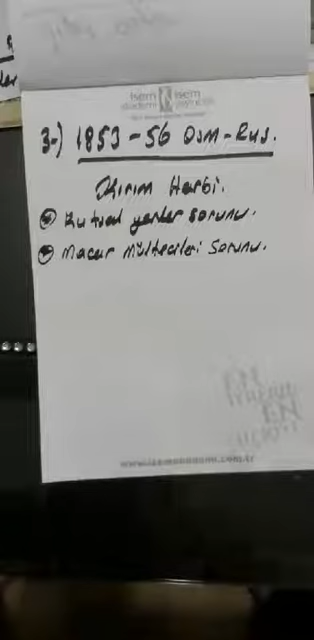 3-) 1853-56 Osm-Rus.
Kırım Harbi.
Kutsal yerler sorunu.
Macar Mültecileri Sorunu.